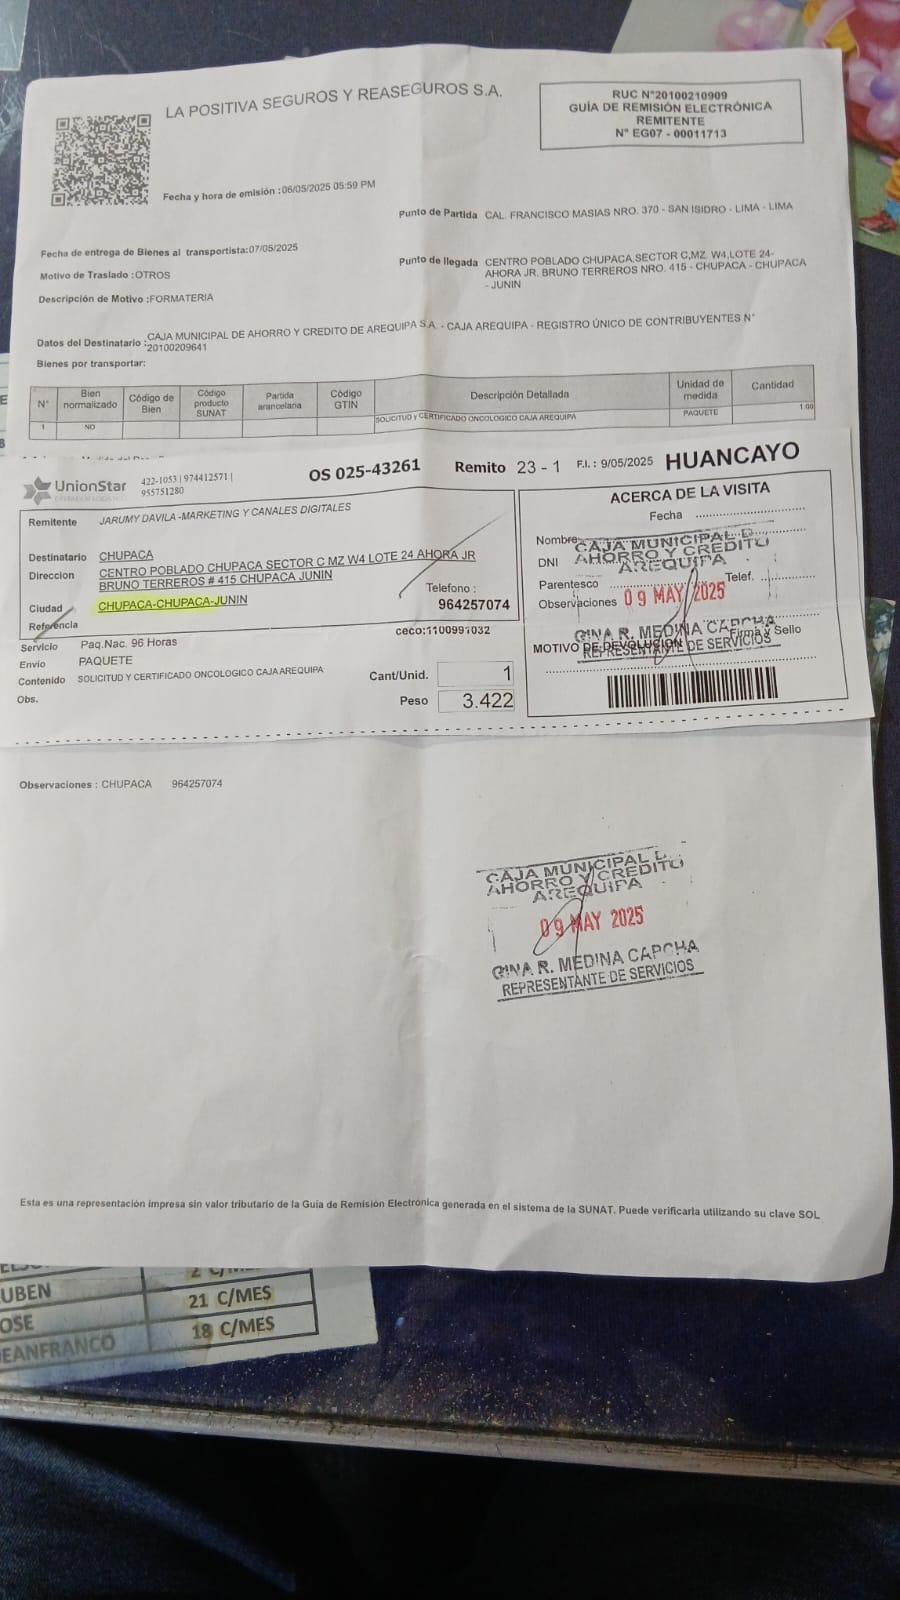 LA POSITIVA SEGUROS Y REASEGUROS S.A.
RUC N°20100210909
GUÍA DE REMISIÓN ELECTRÓNICA
REMITENTE
N° EG07 - 00011713
Fecha y hora de emisión :06/05/2025 05:59 PM
Punto de Partida CAL. FRANCISCO MASIAS NRO. 370 - SAN ISIDRO - LIMA - LIMA
Fecha de entrega de Bienes al transportista:07/05/2025
Punto de llegada CENTRO POBLADO CHUPACA,SECTOR C,MZ. W4,LOTE 24-
AHORA JR. BRUNO TERREROS NRO. 415 - CHUPACA - CHUPACA
- JUNIN
Motivo de Traslado :OTROS
Descripción de Motivo :FORMATERIA
Datos del Destinatario :CAJA MUNICIPAL DE AHORRO Y CREDITO DE AREQUIPA S.A. - CAJA AREQUIPA - REGISTRO ÚNICO DE CONTRIBUYENTES N°
20100209641
Bienes por transportar:
N° Bien normalizado Código de Bien Código producto SUNAT Partida arancelaria Código GTIN Descripción Detallada Unidad de medida Cantidad
1 NO SOLICITUD y CERTIFICADO ONCOLOGICO CAJA AREQUIPA PAQUETE 1.00
UnionStar
422-1053 | 974412571 |
955751280
OS 025-43261 Remito 23 - 1 F.I. : 9/05/2025 HUANCAYO
Remitente JARUMY DAVILA -MARKETING Y CANALES DIGITALES
Destinatario CHUPACA
Direccion CENTRO POBLADO CHUPACA SECTOR C MZ W4 LOTE 24 AHORA JR
BRUNO TERREROS # 415 CHUPACA JUNIN
Telefono :
Ciudad CHUPACA-CHUPACA-JUNIN 964257074
Referencia
ceco:1100991032
Servicio Paq.Nac. 96 Horas
Envio PAQUETE
Contenido SOLICITUD Y CERTIFICADO ONCOLOGICO CAJA AREQUIPA
Cant/Unid. 1
Obs.
Peso 3.422
ACERCA DE LA VISITA
Fecha
Nombre
DNI
Parentesco Telef.
Observaciones
Firma y Sello
MOTIVO DE DEVOLUCION
CAJA MUNICIPAL D
AHORRO Y CREDITO
AREQUIPA
09 MAY 2025
GINA R. MEDINA CAPCHA
REPRESENTANTE DE SERVICIOS
Observaciones : CHUPACA 964257074
CAJA MUNICIPAL
AHORRO Y CREDITO
AREQUIPA
09 MAY 2025
GINA R. MEDINA CAPCHA
REPRESENTANTE DE SERVICIOS
Esta es una representación impresa sin valor tributario de la Guía de Remisión Electrónica generada en el sistema de la SUNAT. Puede verificarla utilizando su clave SOL
UBEN 21 C/MES
OSE 18 C/MES
EANFRANCO